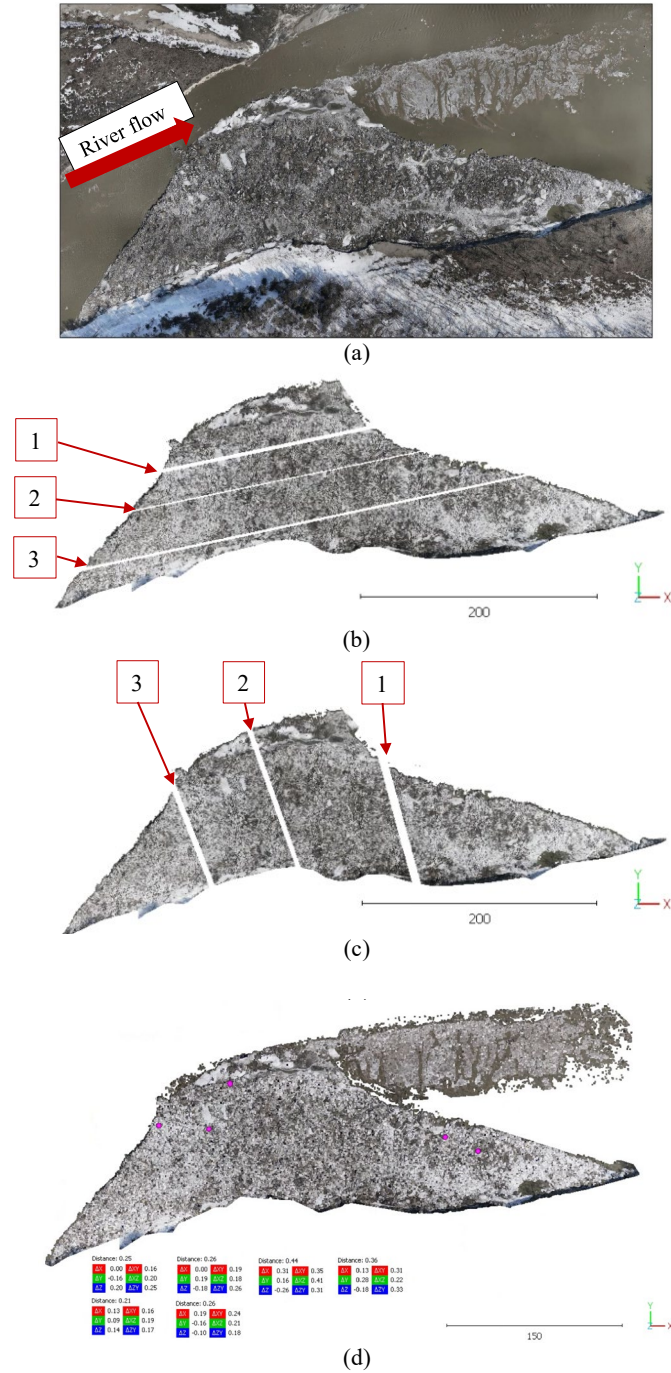 River flow
(a)
1
2
3
200
Y
Z
X
(b)
3
2
1
200
Y
Z
X
(c)
Distance: 0.25
ΔX 0.00 ΔXY 0.16
ΔY -0.16 ΔXZ 0.20
ΔZ 0.20 ΔZY 0.25
Distance: 0.26
ΔX 0.00 ΔXY 0.19
ΔY 0.19 ΔXZ 0.18
ΔZ -0.18 ΔZY 0.26
Distance: 0.44
ΔX 0.31 ΔXY 0.35
ΔY 0.16 ΔXZ 0.41
ΔZ -0.26 ΔZY 0.31
Distance: 0.36
ΔX 0.13 ΔXY 0.31
ΔY 0.28 ΔXZ 0.22
ΔZ -0.18 ΔZY 0.33
Distance: 0.21
ΔX 0.13 ΔXY 0.16
ΔY 0.09 ΔXZ 0.19
ΔZ 0.14 ΔZY 0.17
Distance: 0.26
ΔX 0.19 ΔXY 0.24
ΔY -0.16 ΔXZ 0.21
ΔZ -0.10 ΔZY 0.18
150
Y
Z
X
(d)